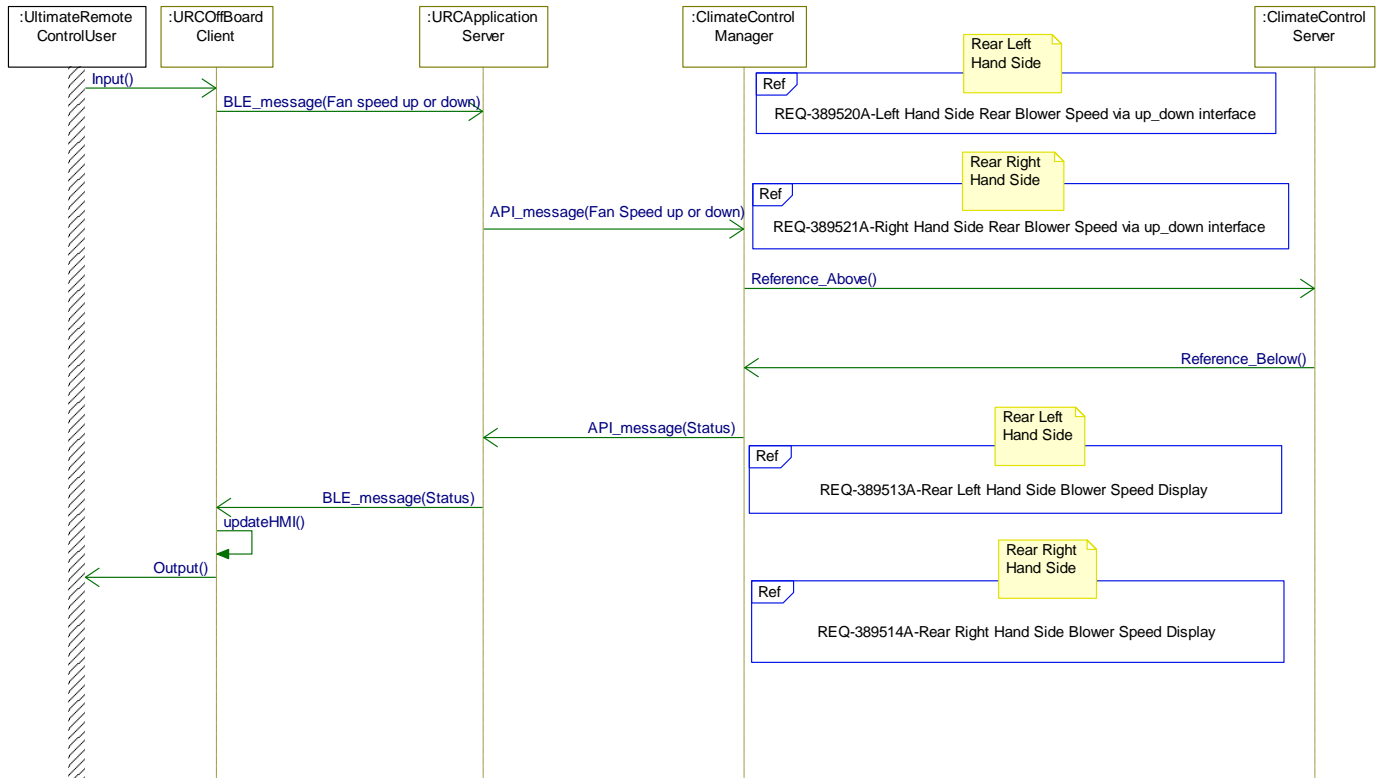 :UltimateRemote
ControlUser
:URCOffBoard
Client
:URCApplication
Server
:ClimateControl
Manager
:ClimateControl
Server
Rear Left
Hand Side
Input()
Ref
BLE_message(Fan speed up or down)
REQ-389520A-Left Hand Side Rear Blower Speed via up_down interface
Rear Right
Hand Side
Ref
API_message(Fan Speed up or down)
REQ-389521A-Right Hand Side Rear Blower Speed via up_down interface
Reference_Above()
Reference_Below()
Rear Left
Hand Side
API_message(Status)
Ref
REQ-389513A-Rear Left Hand Side Blower Speed Display
BLE_message(Status)
updateHMI()
Rear Right
Hand Side
Output()
Ref
REQ-389514A-Rear Right Hand Side Blower Speed Display